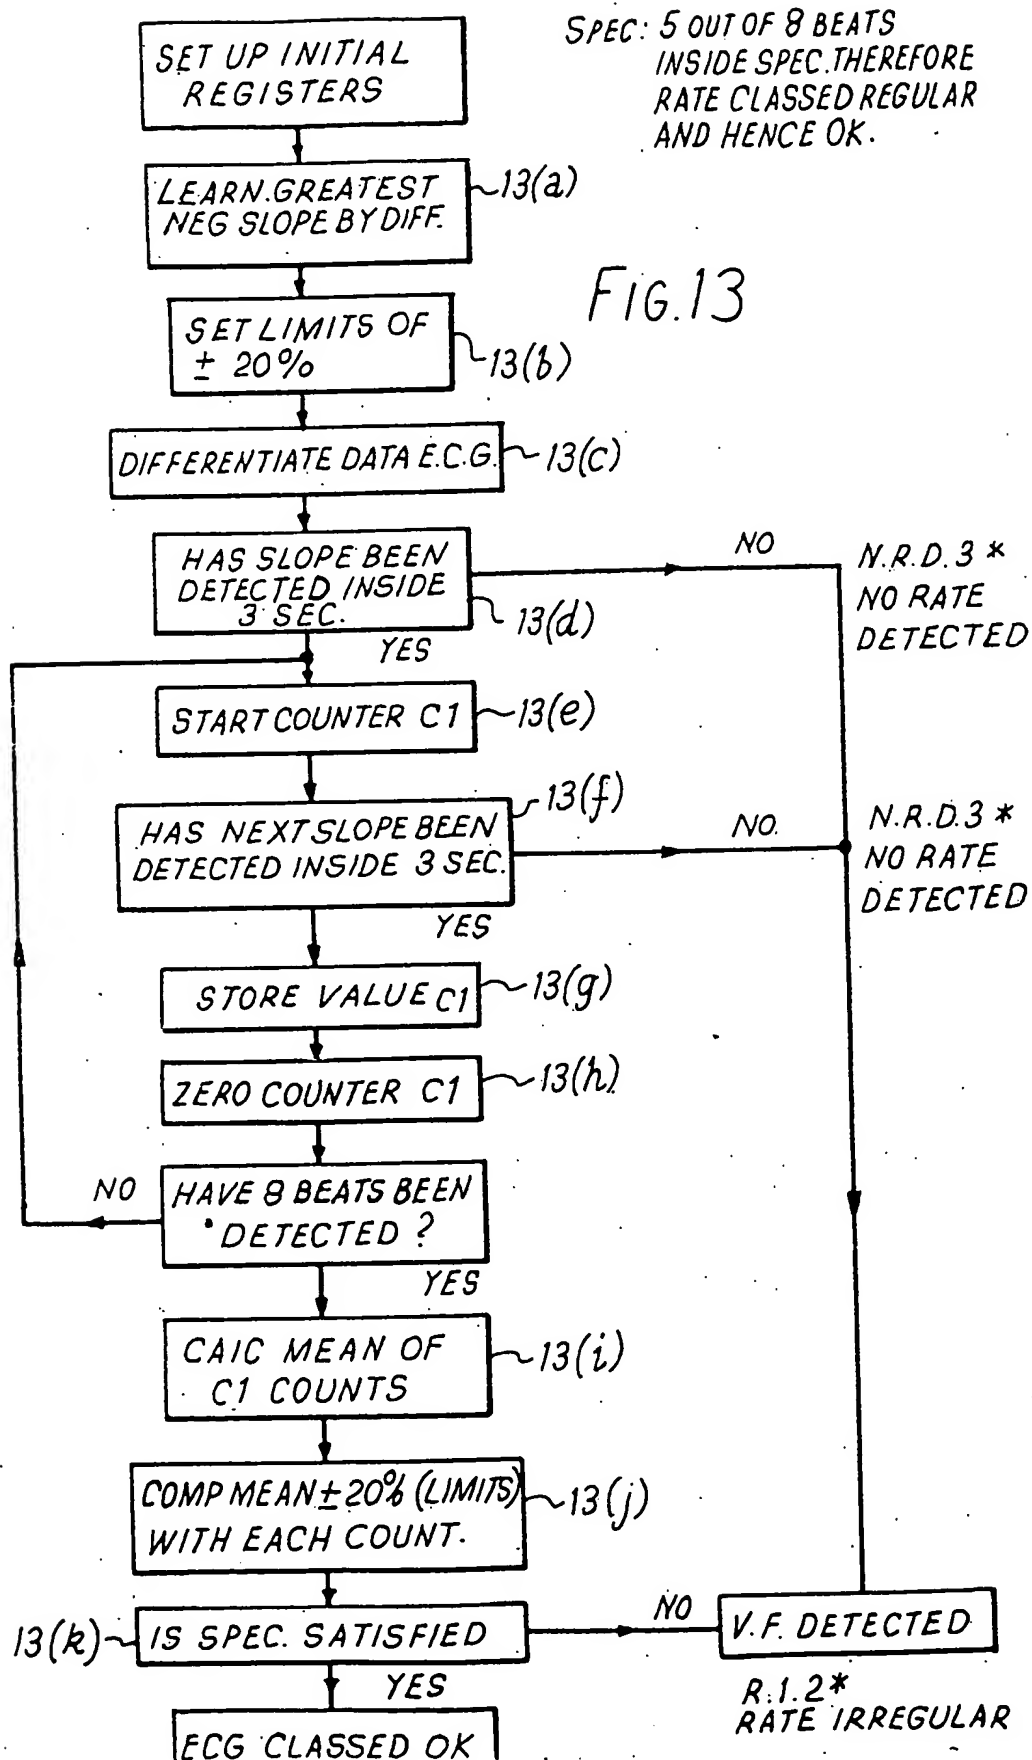 SPEC: 5 OUT OF 8 BEATS
INSIDE SPEC. THEREFORE
RATE CLASSED REGULAR
AND HENCE OK.
SET UP INITIAL
REGISTERS
LEARN. GREATEST
NEG SLOPE BY DIFF.
13(a)
FIG. 13
SET LIMITS OF
± 20%
13(b)
DIFFERENTIATE DATA E.C.G.
13(c)
HAS SLOPE BEEN
DETECTED INSIDE
3 SEC.
13(d)
NO
N.R.D. 3 *
NO RATE
DETECTED
YES
START COUNTER C1
13(e)
HAS NEXT SLOPE BEEN
DETECTED INSIDE 3 SEC.
13(f)
NO.
N.R.D. 3 *
NO RATE
DETECTED
YES
STORE VALUE C1
13(g)
ZERO COUNTER C1
13(h)
HAVE 8 BEATS BEEN
DETECTED ?
NO
YES
CAIC MEAN OF
C1 COUNTS
13(i)
COMP MEAN ± 20% (LIMITS)
WITH EACH COUNT.
13(j)
13(k)
IS SPEC. SATISFIED
NO
V.F. DETECTED
R.1.2*
RATE IRREGULAR
YES
ECG CLASSED OK